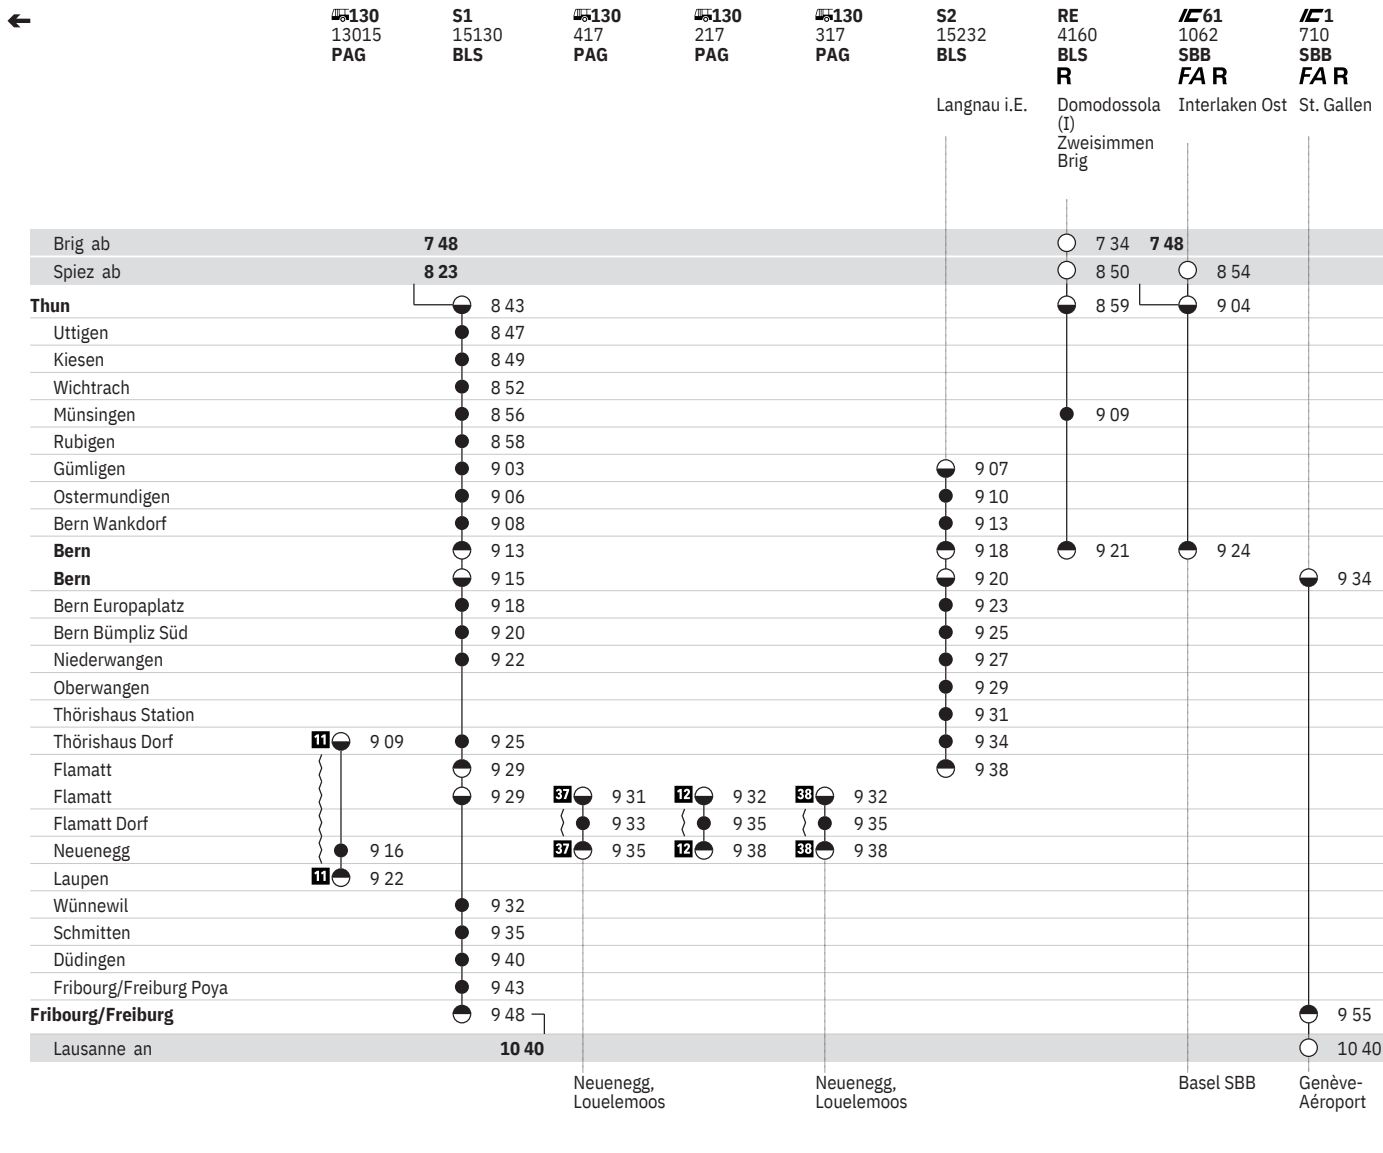 130 S1 130 130 130 S2 RE IC61 IC1
13015 15130 417 217 317 15232 4160 1062 710
PAG BLS PAG PAG PAG BLS BLS SBB SBB
R FA R FA R
Langnau i.E. Domodossola Interlaken Ost St. Gallen
(I)
Zweisimmen
Brig
Brig ab 7 48 7 34 7 48
Spiez ab 8 23 8 50 8 54
Thun 8 43 8 59 9 04
Uttigen 8 47
Kiesen 8 49
Wichtrach 8 52
Münsingen 8 56 9 09
Rubigen 8 58
Gümligen 9 03 9 07
Ostermundigen 9 06 9 10
Bern Wankdorf 9 08 9 13
Bern 9 13 9 18 9 21 9 24
Bern 9 15 9 20 9 34
Bern Europaplatz 9 18 9 23
Bern Bümpliz Süd 9 20 9 25
Niederwangen 9 22 9 27
Oberwangen 9 29
Thörishaus Station 9 31
Thörishaus Dorf 11 9 09 9 25 9 34
Flamatt 9 29 9 38
Flamatt 9 29 37 9 31 12 9 32 38 9 32
Flamatt Dorf 9 33 9 35 9 35
Neuenegg 9 16 37 9 35 12 9 38 38 9 38
Laupen 11 9 22
Wünnewil 9 32
Schmitten 9 35
Düdingen 9 40
Fribourg/Freiburg Poya 9 43
Fribourg/Freiburg 9 48 9 55
Lausanne an 10 40 10 40
Neuenegg, Neuenegg, Basel SBB Genève-
Louelemoos Louelemoos Aéroport